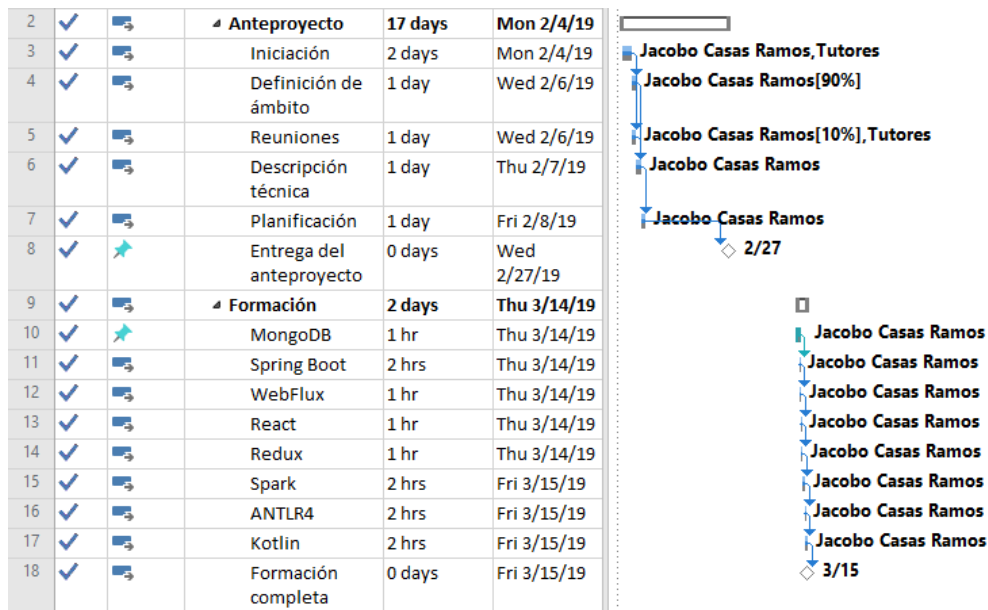 2 Anteproyecto 17 days Mon 2/4/19
3 Iniciación 2 days Mon 2/4/19 Jacobo Casas Ramos,Tutores
4 Definición de 1 day Wed 2/6/19 Jacobo Casas Ramos[90%]
ámbito
5 Reuniones 1 day Wed 2/6/19 Jacobo Casas Ramos[10%],Tutores
6 Descripción 1 day Thu 2/7/19 Jacobo Casas Ramos
técnica
7 Planificación 1 day Fri 2/8/19 Jacobo Casas Ramos
8 Entrega del 0 days Wed 2/27
anteproyecto 2/27/19
9 Formación 2 days Thu 3/14/19
10 MongoDB 1 hr Thu 3/14/19 Jacobo Casas Ramos
11 Spring Boot 2 hrs Thu 3/14/19 Jacobo Casas Ramos
12 WebFlux 1 hr Thu 3/14/19 Jacobo Casas Ramos
13 React 1 hr Thu 3/14/19 Jacobo Casas Ramos
14 Redux 1 hr Thu 3/14/19 Jacobo Casas Ramos
15 Spark 2 hrs Fri 3/15/19 Jacobo Casas Ramos
16 ANTLR4 2 hrs Fri 3/15/19 Jacobo Casas Ramos
17 Kotlin 2 hrs Fri 3/15/19 Jacobo Casas Ramos
18 Formación 0 days Fri 3/15/19 3/15
completa